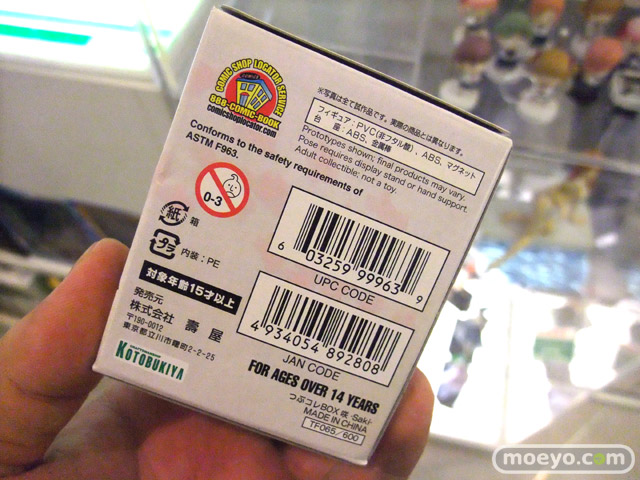 COMIC SHOP LOCATOR SERVICE
COMICS
888-COMIC-BOOK
comicshoplocator.com
※写真は全て試作品です。実際の商品とは異なります。
フィギュア：PVC(非フタル酸)、ABS、マグネット
台　座：ABS、金属棒
Prototypes shown; final products may vary.
Pose requires display stand or hand support.
Adult collectible; not a toy.
Conforms to the safety requirements of
ASTM F963.
0-3
紙 箱
プラ 内装：PE
対象年齢15才以上
発売元
株式会社 壽屋
〒190-0012
東京都立川市曙町2-2-25
KOTOBUKIYA
6 03259 99963 9
UPC CODE
4 934054 892808
JAN CODE
FOR AGES OVER 14 YEARS
つぶコレBOX 咲 -Saki-
MADE IN CHINA
TF065/600
moeyo.com